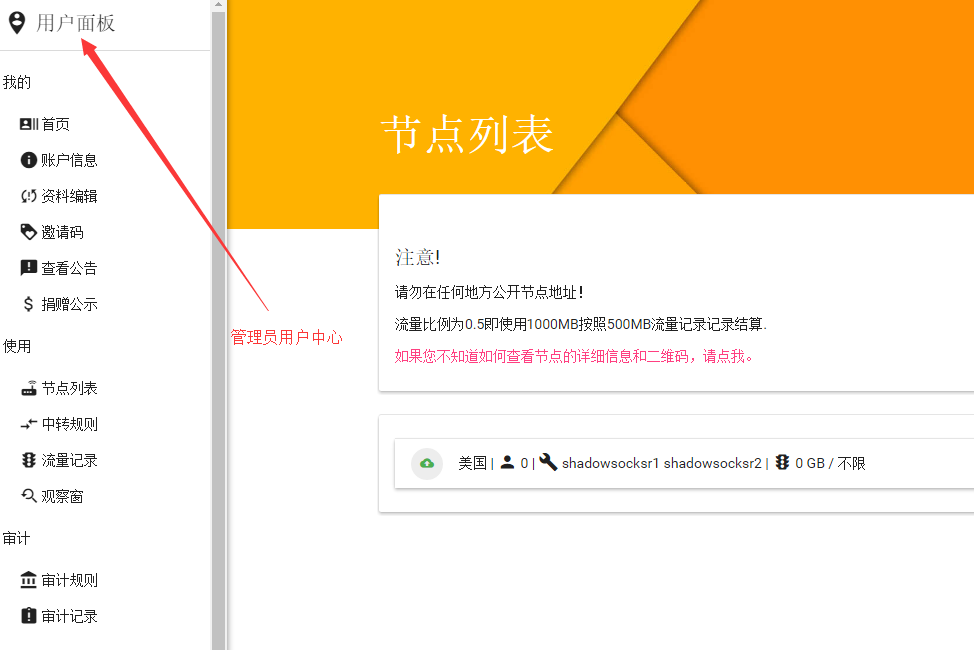 用户面板
我的
首页
账户信息
资料编辑
邀请码
查看公告
捐赠公示
使用
节点列表
中转规则
流量记录
观察窗
审计
审计规则
审计记录
管理员用户中心
节点列表
注意!
请勿在任何地方公开节点地址！
流量比例为0.5即使用1000MB按照500MB流量记录记录结算.
如果您不知道如何查看节点的详细信息和二维码，请点我。
美国 | 0 | shadowsocksr1 shadowsocksr2 | 0 GB / 不限